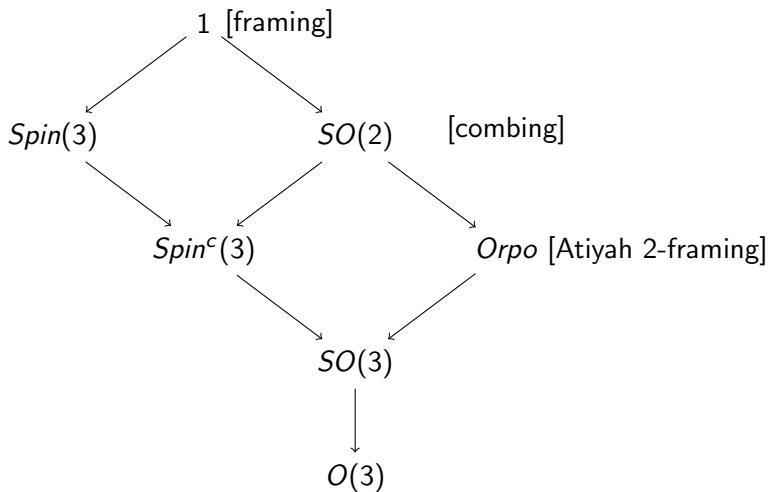 1 [framing]
Spin(3) SO(2) [combing]
Spin^c(3) Orpo [Atiyah 2-framing]
SO(3)
O(3)